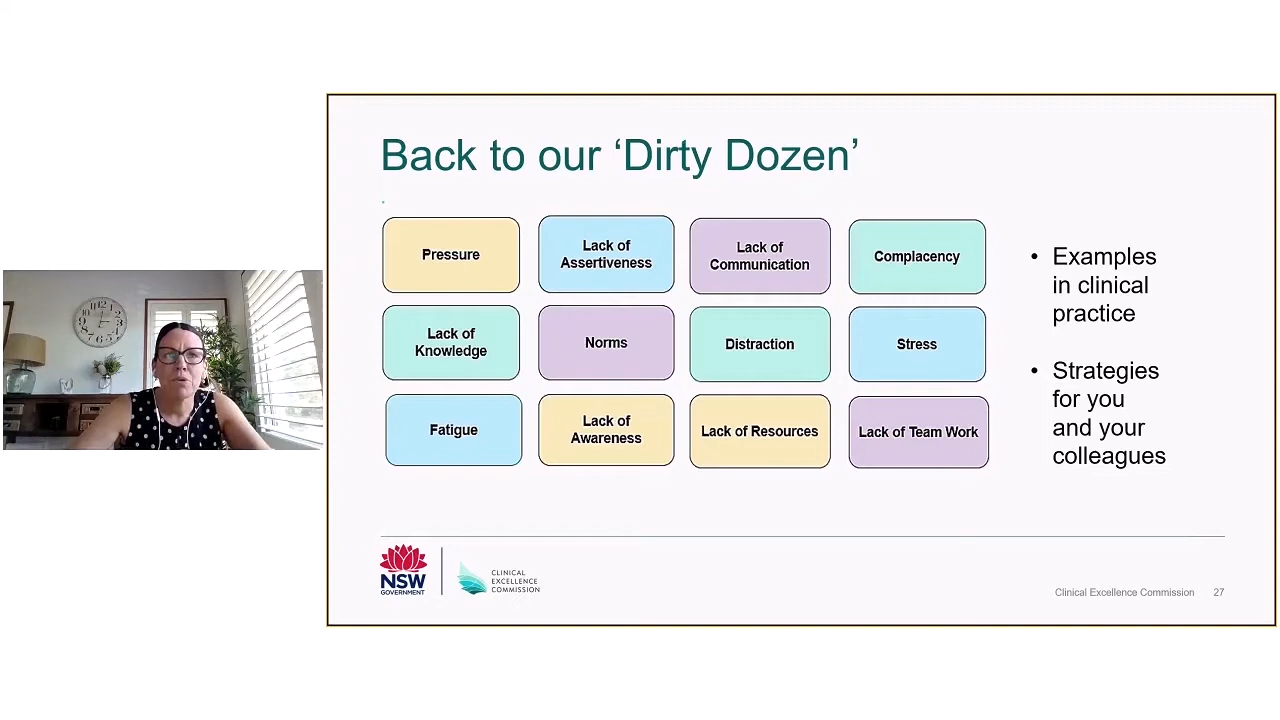 Back to our ‘Dirty Dozen’
Pressure
Lack of
Assertiveness
Lack of
Communication
Complacency
Lack of
Knowledge
Norms
Distraction
Stress
Fatigue
Lack of
Awareness
Lack of Resources
Lack of Team Work
• Examples
in clinical
practice
• Strategies
for you
and your
colleagues
NSW
GOVERNMENT
CLINICAL
EXCELLENCE
COMMISSION
Clinical Excellence Commission 27